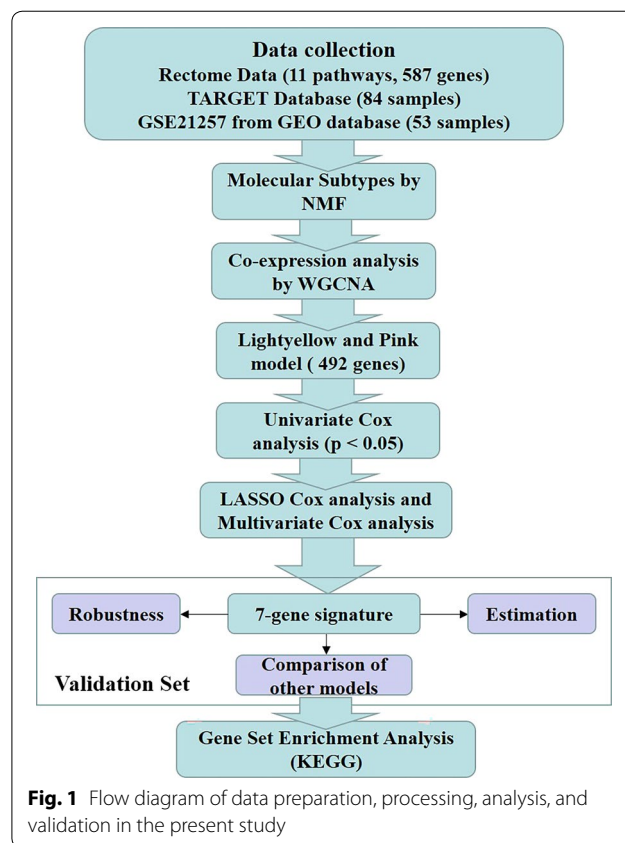 Data collection
Rectome Data (11 pathways, 587 genes)
TARGET Database (84 samples)
GSE21257 from GEO database (53 samples)
Molecular Subtypes by
NMF
Co-expression analysis
by WGCNA
Lightyellow and Pink
model ( 492 genes)
Univariate Cox
analysis (p < 0.05)
LASSO Cox analysis and
Multivariate Cox analysis
Robustness
7-gene signature
Estimation
Comparison of
other models
Validation Set
Gene Set Enrichment Analysis
(KEGG)
Fig. 1 Flow diagram of data preparation, processing, analysis, and
validation in the present study